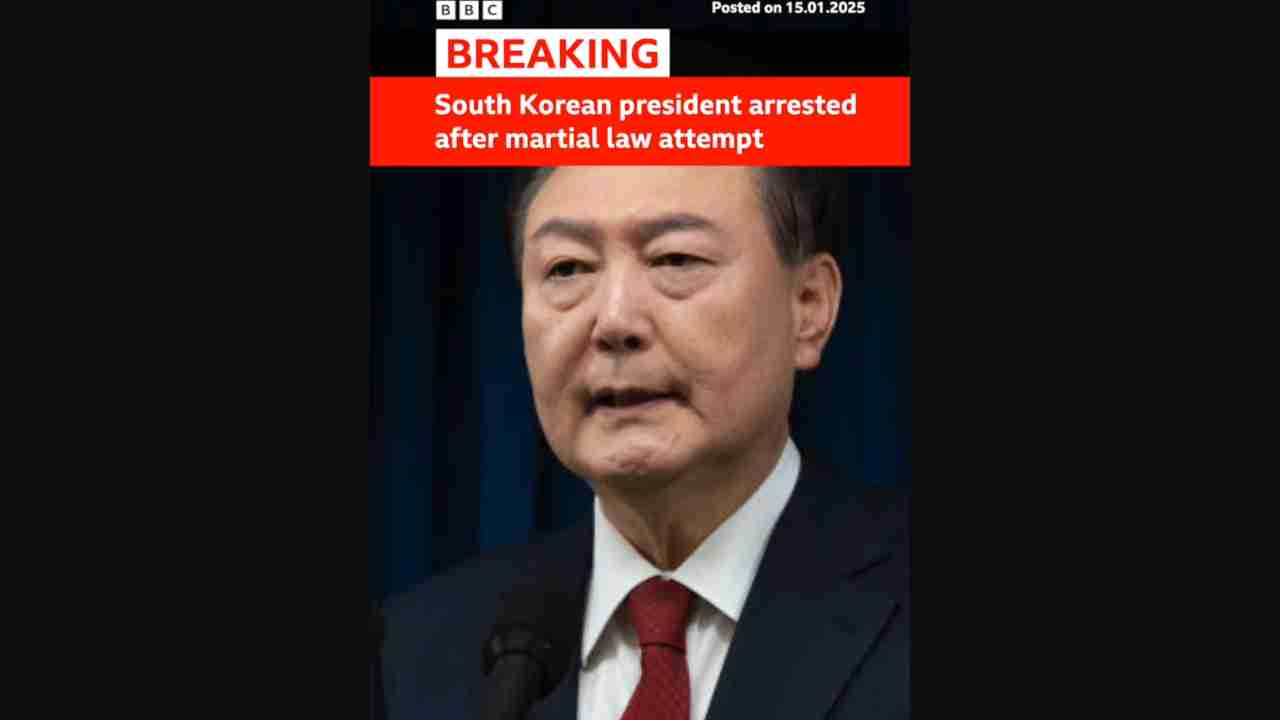 BBC
Posted on 15.01.2025
BREAKING
South Korean president arrested
after martial law attempt